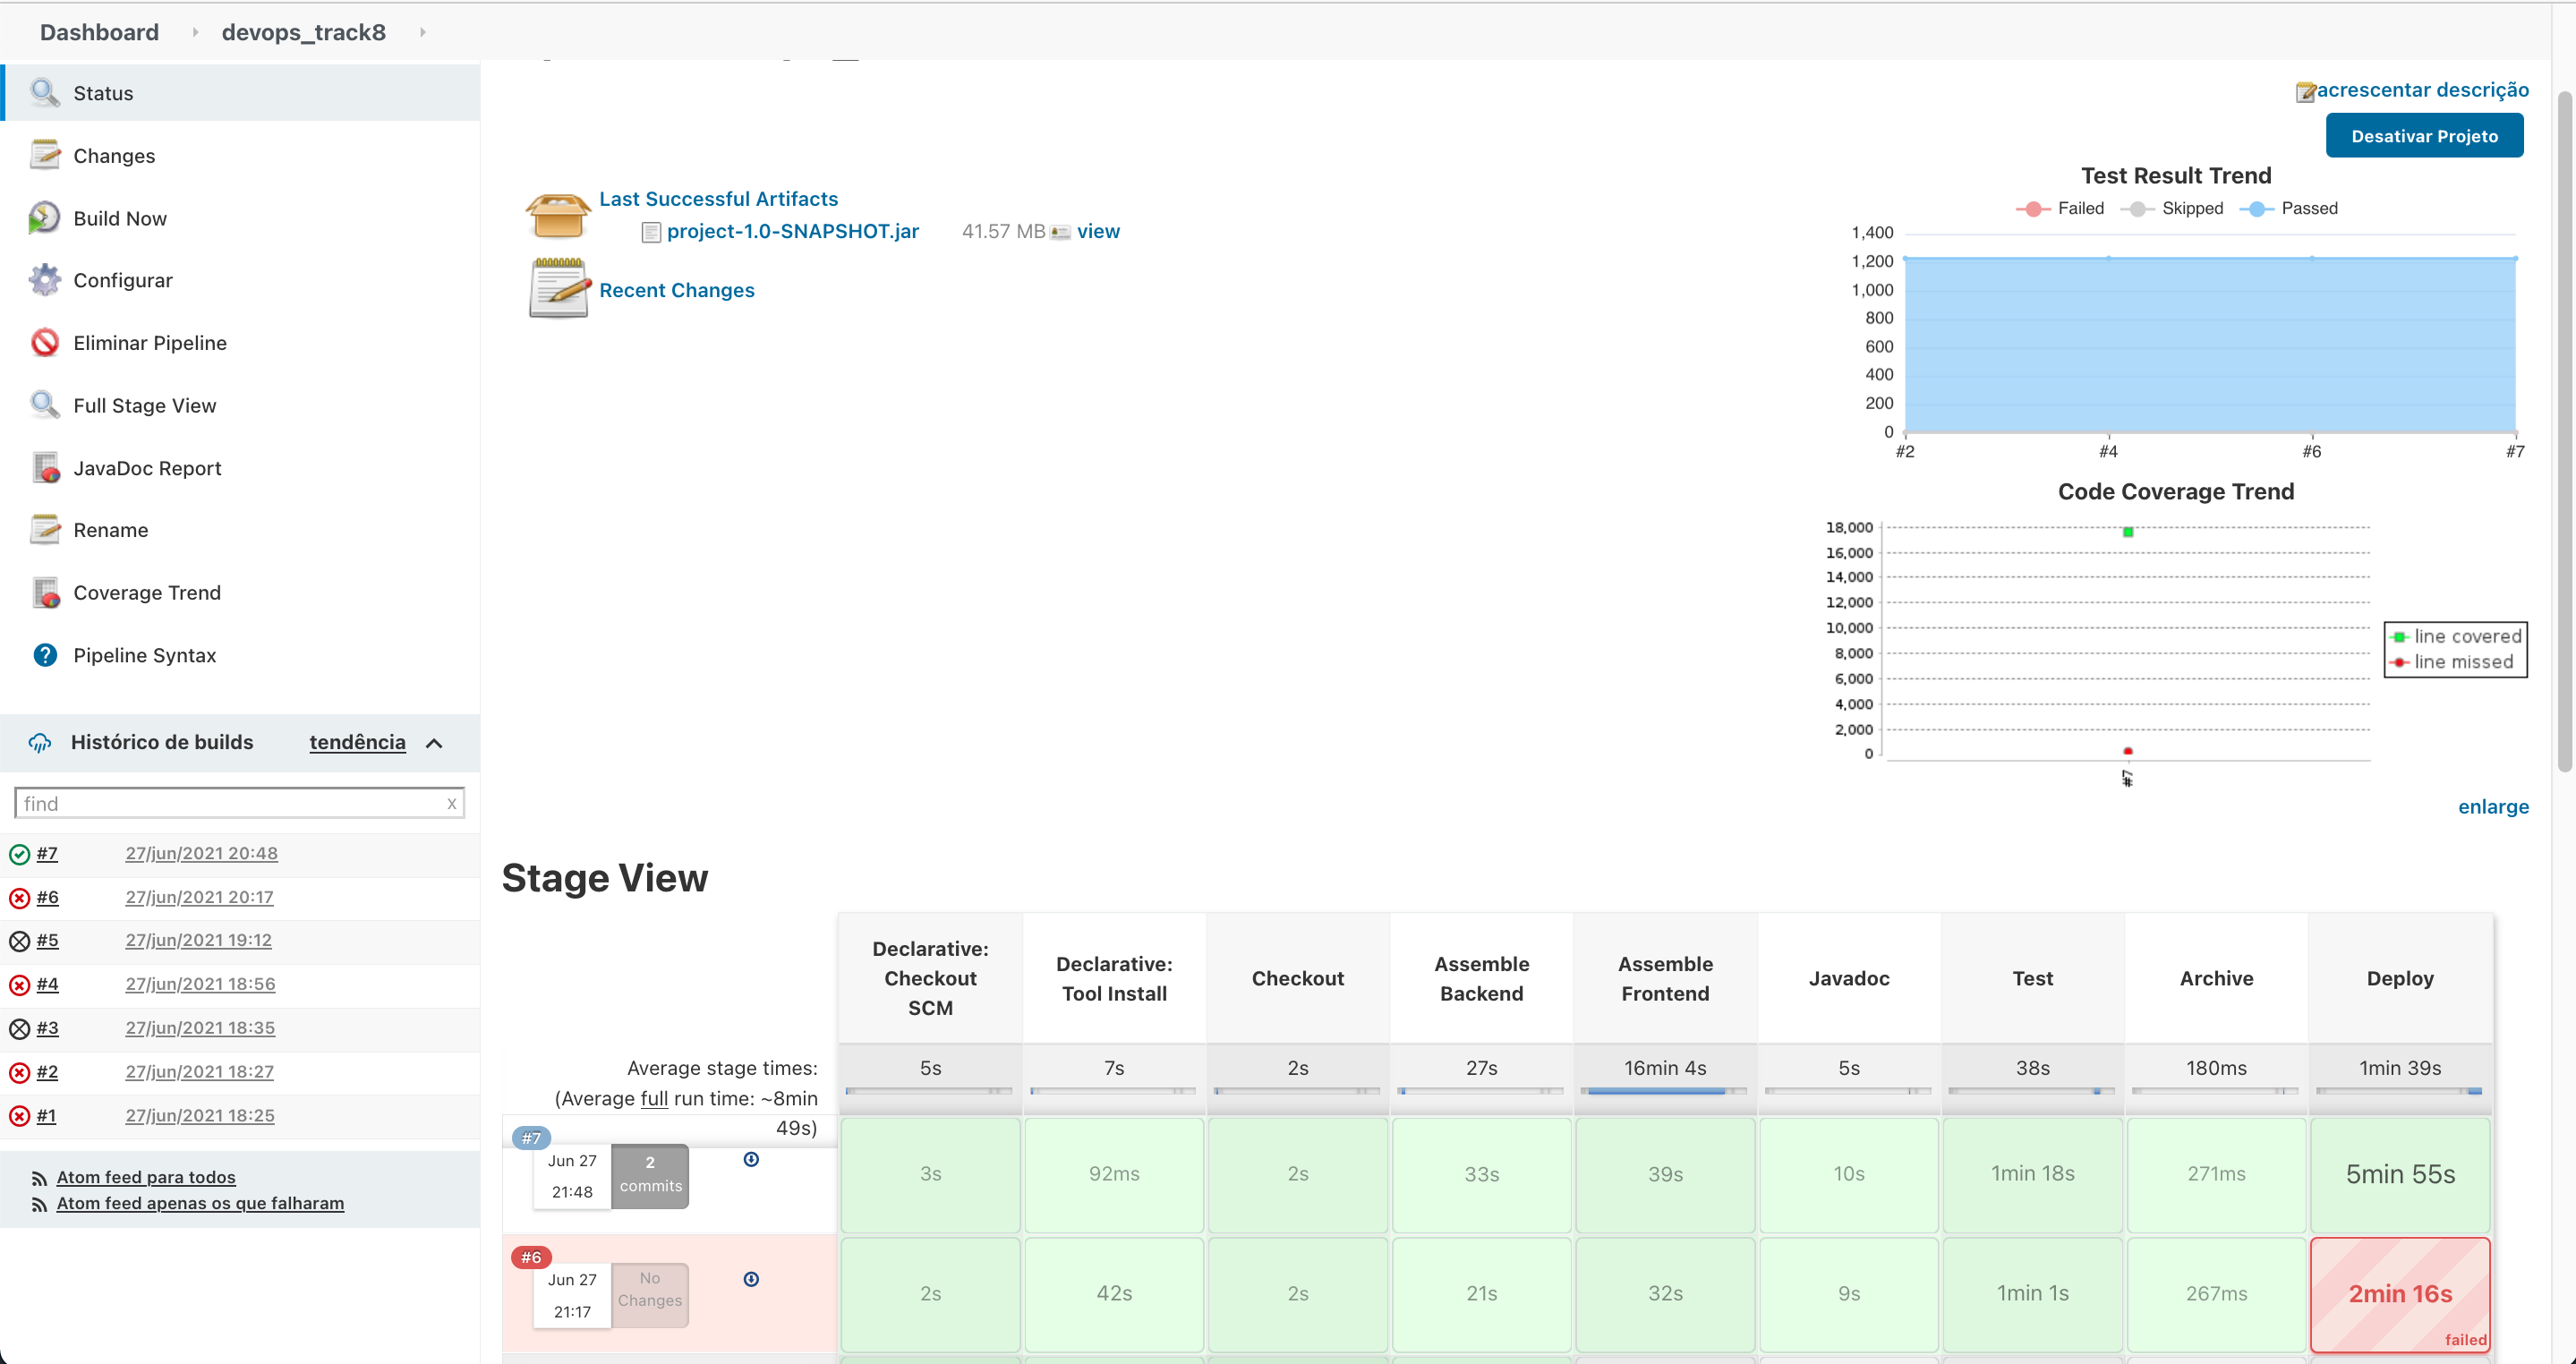 Dashboard
devops_track8
Status
Changes
Build Now
Configurar
Eliminar Pipeline
Full Stage View
JavaDoc Report
Rename
Coverage Trend
Pipeline Syntax
Histórico de builds
tendência
find
x
#7 27/jun/2021 20:48
#6 27/jun/2021 20:17
#5 27/jun/2021 19:12
#4 27/jun/2021 18:56
#3 27/jun/2021 18:35
#2 27/jun/2021 18:27
#1 27/jun/2021 18:25
Atom feed para todos
Atom feed apenas os que falharam
acrescentar descrição
Desativar Projeto
Last Successful Artifacts
project-1.0-SNAPSHOT.jar 41.57 MB view
Recent Changes
Test Result Trend
Failed Skipped Passed
1,400
1,200
1,000
800
600
400
200
0
#2 #4 #6 #7
Code Coverage Trend
18,000
16,000
14,000
12,000
10,000
8,000
6,000
4,000
2,000
0
#7
line covered
line missed
enlarge
Stage View
Declarative: Checkout SCM
Declarative: Tool Install
Checkout
Assemble Backend
Assemble Frontend
Javadoc
Test
Archive
Deploy
Average stage times:
(Average full run time: ~8min
49s)
5s 7s 2s 27s 16min 4s 5s 38s 180ms 1min 39s
#7
Jun 27
21:48
2
commits
3s 92ms 2s 33s 39s 10s 1min 18s 271ms 5min 55s
#6
Jun 27
21:17
No
Changes
2s 42s 2s 21s 32s 9s 1min 1s 267ms 2min 16s
failed